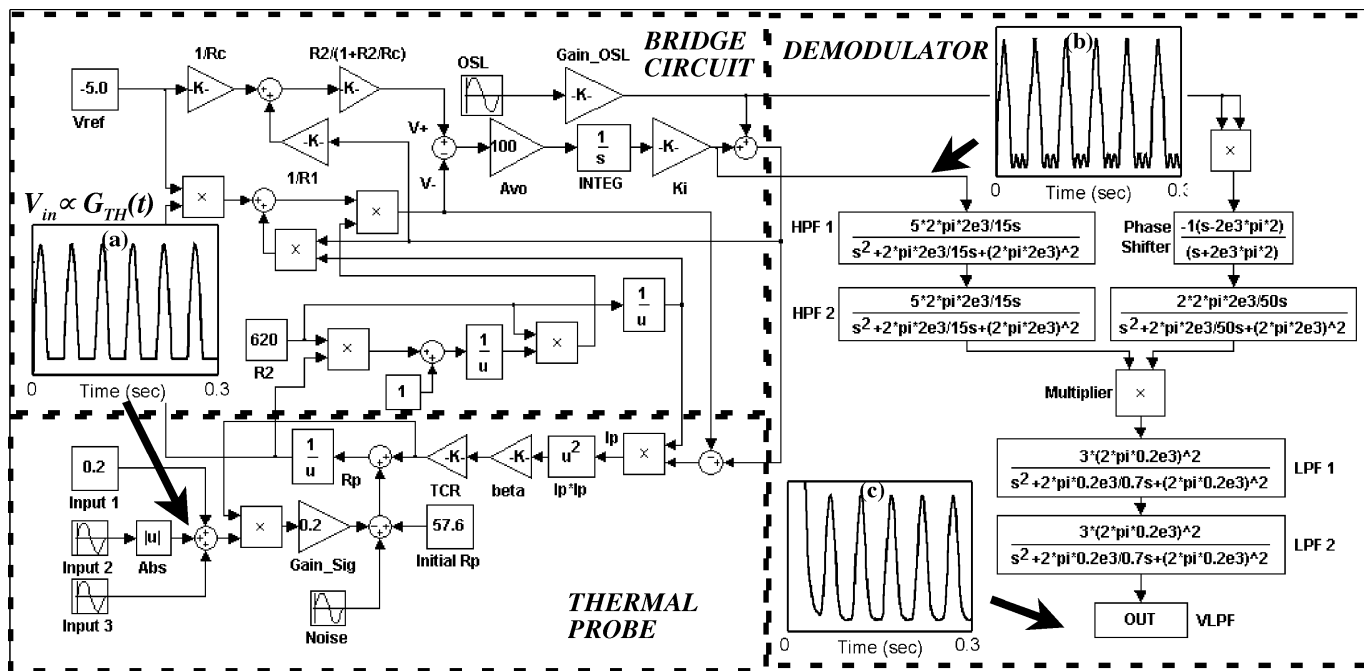 BRIDGE
CIRCUIT
1/Rc
R2/(1+R2/Rc)
OSL
Gain_OSL
-5.0
Vref
-K-
+
+
-K-
-K-
-K-
1/R1
V+
V-
+
-
100
Avo
1
s
INTEG
-K-
Ki
+
+
×
+
+
×
×
V_in ∝ G_TH(t)
(a)
0
Time (sec)
0.3
620
R2
×
+
+
1
1
u
×
1
u
THERMAL
PROBE
0.2
Input 1
Input 2
|u|
Abs
Input 3
+
+
+
×
0.2
Gain_Sig
Noise
1
u
Rp
+
+
-K-
TCR
-K-
beta
u²
Ip*Ip
Ip
×
-
+
-
+
+
57.6
Initial Rp
DEMODULATOR
(b)
0
Time (sec)
0.3
×
HPF 1
5*2*pi*2e3/15s
s²+2*pi*2e3/15s+(2*pi*2e3)^2
Phase
Shifter
-1(s-2e3*pi*2)
(s+2e3*pi*2)
HPF 2
5*2*pi*2e3/15s
s²+2*pi*2e3/15s+(2*pi*2e3)^2
2*2*pi*2e3/50s
s²+2*pi*2e3/50s+(2*pi*2e3)^2
Multiplier
×
3*(2*pi*0.2e3)^2
s²+2*pi*0.2e3/0.7s+(2*pi*0.2e3)^2
LPF 1
3*(2*pi*0.2e3)^2
s²+2*pi*0.2e3/0.7s+(2*pi*0.2e3)^2
LPF 2
OUT
VLPF
(c)
0
Time (sec)
0.3